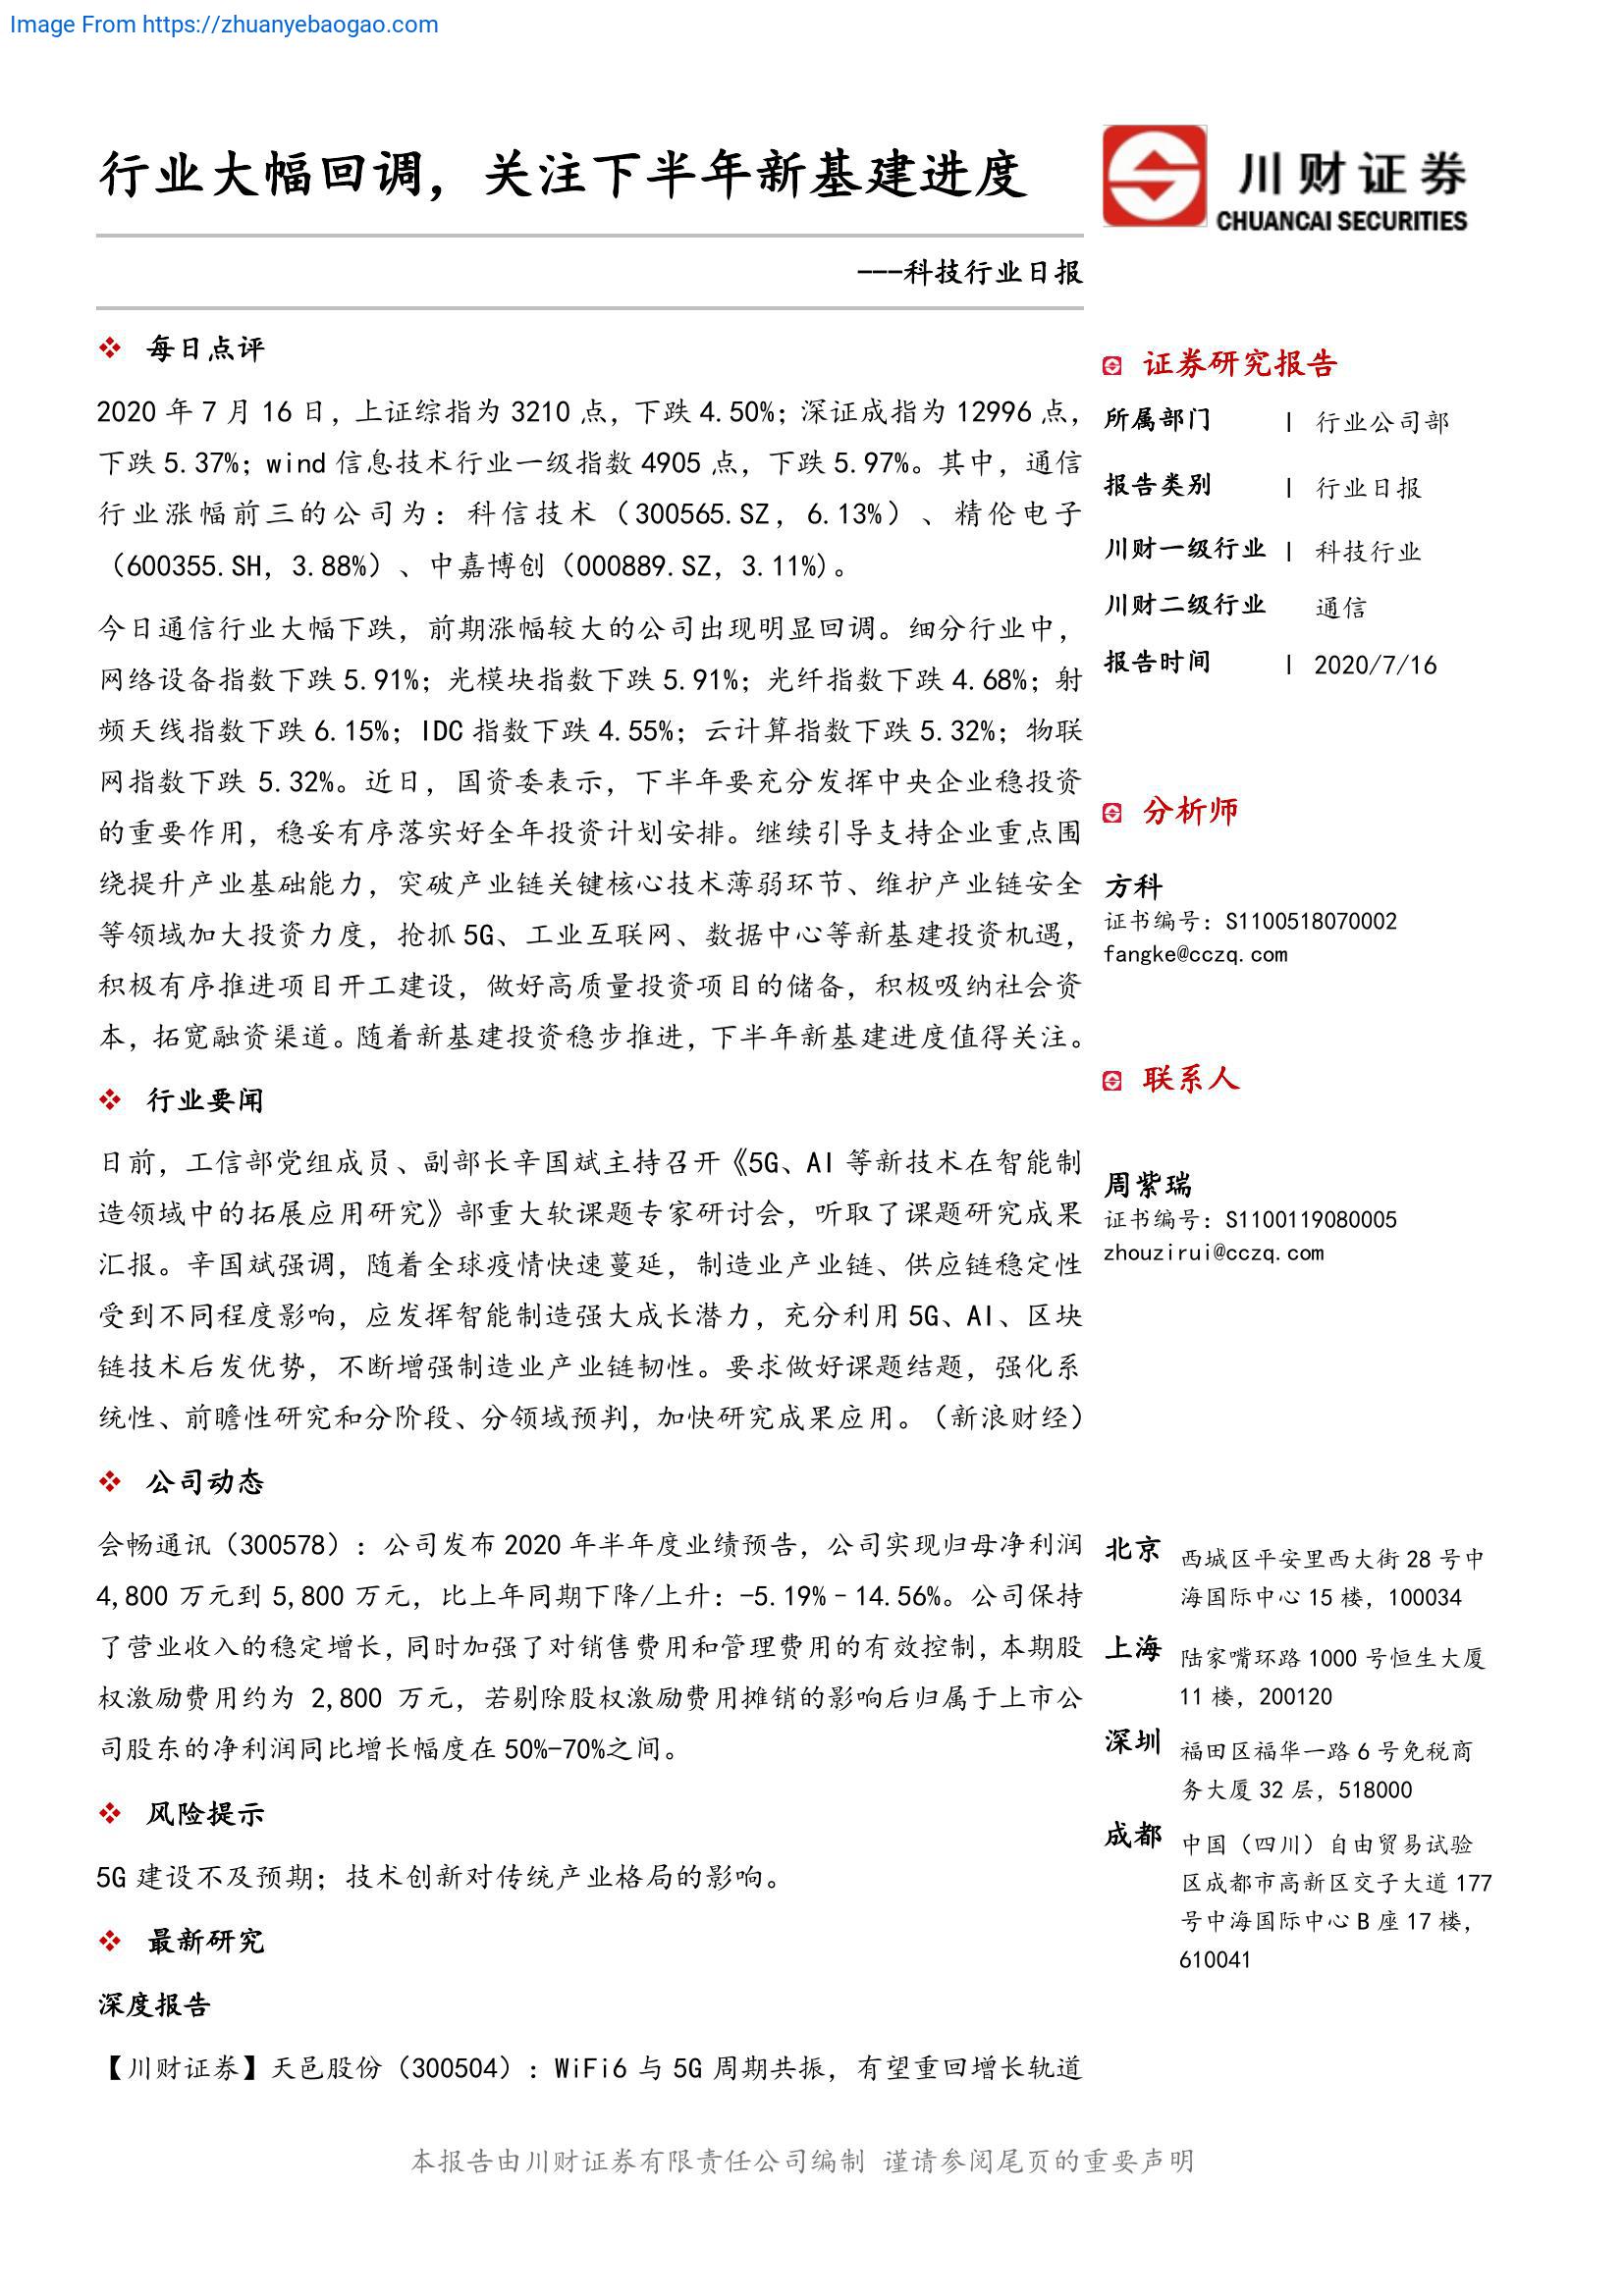 Image From https://zhuanyebaogao.com
行业大幅回调，关注下半年新基建进度
川财证券
CHUANCAI SECURITIES
---科技行业日报
每日点评
2020 年 7 月 16 日，上证综指为 3210 点，下跌 4.50%；深证成指为 12996 点，
下跌 5.37%；wind 信息技术行业一级指数 4905 点，下跌 5.97%。其中，通信
行业涨幅前三的公司为：科信技术（300565.SZ，6.13%）、精伦电子
（600355.SH，3.88%）、中嘉博创（000889.SZ，3.11%)。
今日通信行业大幅下跌，前期涨幅较大的公司出现明显回调。细分行业中，
网络设备指数下跌 5.91%；光模块指数下跌 5.91%；光纤指数下跌 4.68%；射
频天线指数下跌 6.15%；IDC 指数下跌 4.55%；云计算指数下跌 5.32%；物联
网指数下跌 5.32%。近日，国资委表示，下半年要充分发挥中央企业稳投资
的重要作用，稳妥有序落实好全年投资计划安排。继续引导支持企业重点围
绕提升产业基础能力，突破产业链关键核心技术薄弱环节、维护产业链安全
等领域加大投资力度，抢抓 5G、工业互联网、数据中心等新基建投资机遇，
积极有序推进项目开工建设，做好高质量投资项目的储备，积极吸纳社会资
本，拓宽融资渠道。随着新基建投资稳步推进，下半年新基建进度值得关注。
行业要闻
日前，工信部党组成员、副部长辛国斌主持召开《5G、AI 等新技术在智能制
造领域中的拓展应用研究》部重大软课题专家研讨会，听取了课题研究成果
汇报。辛国斌强调，随着全球疫情快速蔓延，制造业产业链、供应链稳定性
受到不同程度影响，应发挥智能制造强大成长潜力，充分利用 5G、AI、区块
链技术后发优势，不断增强制造业产业链韧性。要求做好课题结题，强化系
统性、前瞻性研究和分阶段、分领域预判，加快研究成果应用。（新浪财经）
公司动态
会畅通讯（300578）：公司发布 2020 年半年度业绩预告，公司实现归母净利润
4,800 万元到 5,800 万元，比上年同期下降/上升：-5.19%–14.56%。公司保持
了营业收入的稳定增长，同时加强了对销售费用和管理费用的有效控制，本期股
权激励费用约为 2,800 万元，若剔除股权激励费用摊销的影响后归属于上市公
司股东的净利润同比增长幅度在 50%-70%之间。
风险提示
5G 建设不及预期；技术创新对传统产业格局的影响。
最新研究
深度报告
【川财证券】天邑股份（300504）：WiFi6 与 5G 周期共振，有望重回增长轨道
证券研究报告
所属部门 | 行业公司部
报告类别 | 行业日报
川财一级行业 | 科技行业
川财二级行业 通信
报告时间 | 2020/7/16
分析师
方科
证书编号：S1100518070002
fangke@cczq.com
联系人
周紫瑞
证书编号：S1100119080005
zhouzirui@cczq.com
北京 西城区平安里西大街 28 号中
海国际中心 15 楼，100034
上海 陆家嘴环路 1000 号恒生大厦
11 楼，200120
深圳 福田区福华一路 6 号免税商
务大厦 32 层，518000
成都 中国（四川）自由贸易试验
区成都市高新区交子大道 177
号中海国际中心 B 座 17 楼，
610041
本报告由川财证券有限责任公司编制 谨请参阅尾页的重要声明